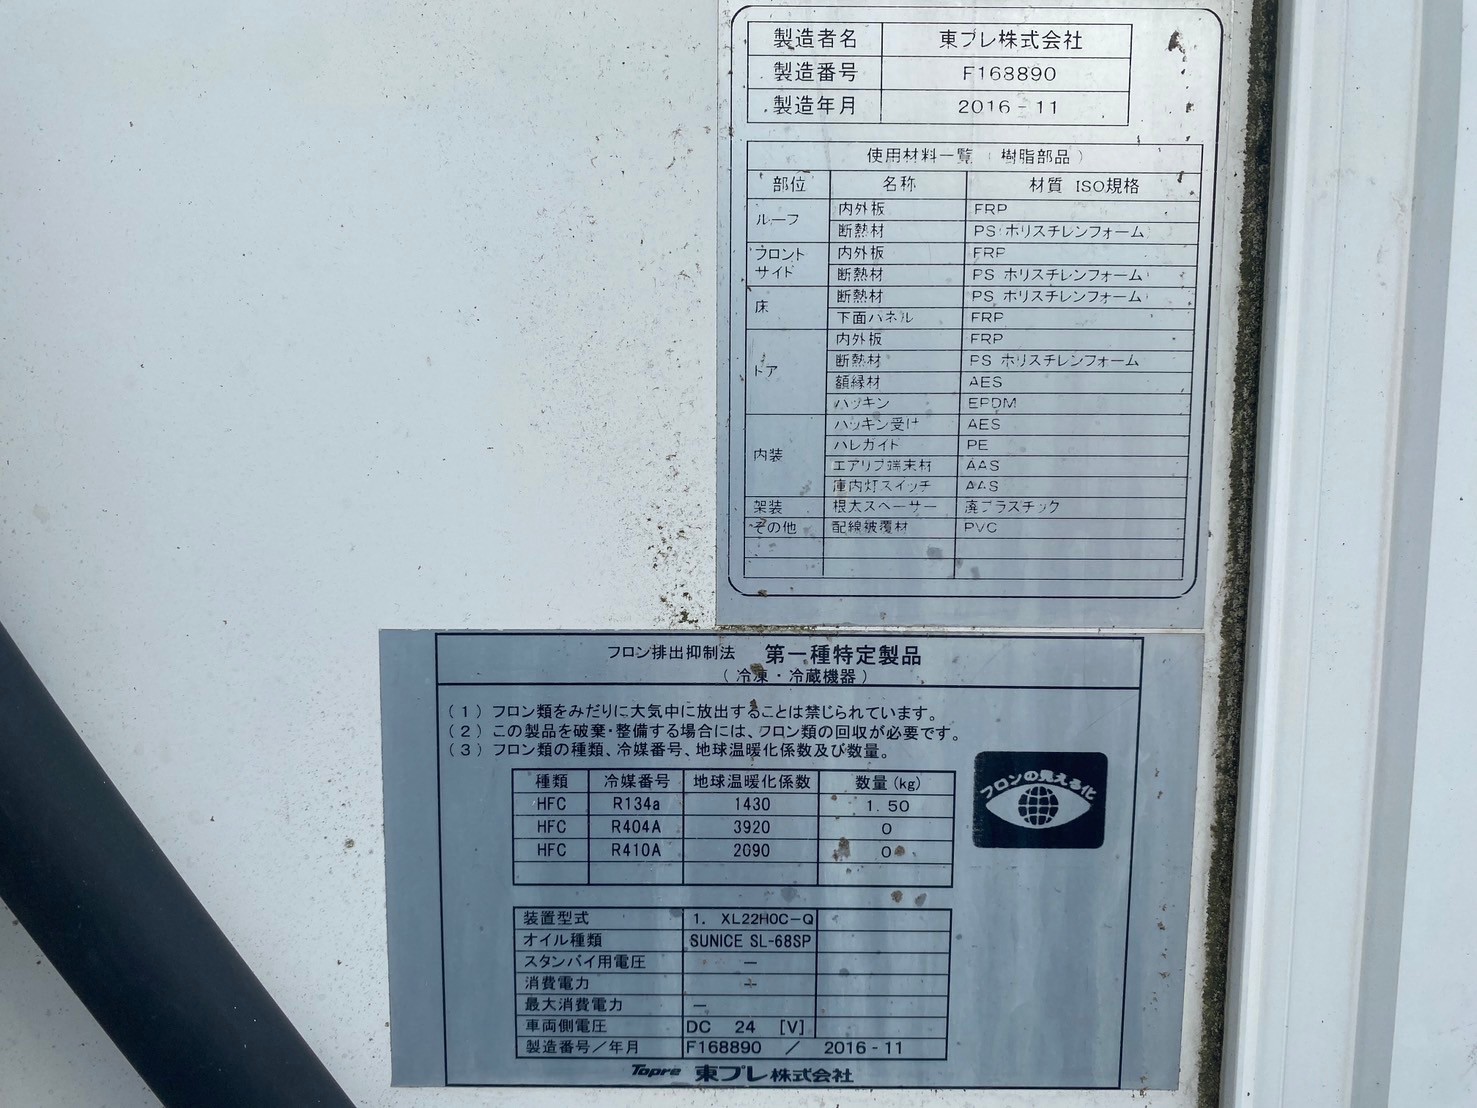 製造者名 東プレ株式会社
製造番号 F168890
製造年月 2016-11
使用材料一覧 (樹脂部品)
部位 名称 材質 ISO規格
ルーフ 内外板 FRP
断熱材 PS(ポリスチレンフォーム)
フロント 内外板 FRP
サイド 断熱材 PS(ポリスチレンフォーム)
床 断熱材 PS(ポリスチレンフォーム)
下面パネル FRP
ドア 内外板 FRP
断熱材 PS(ポリスチレンフォーム)
額縁材 AES
パッキン EPDM
内装 パッキン受け AES
ハレガイド PE
エアリブ端末材 AAS
庫内灯スイッチ AAS
架装 根太スペーサー 廃プラスチック
その他 配線被覆材 PVC
フロン排出抑制法 第一種特定製品
(冷凍・冷蔵機器)
(1)フロン類をみだりに大気中に放出することは禁じられています。
(2)この製品を破棄・整備する場合には、フロン類の回収が必要です。
(3)フロン類の種類、冷媒番号、地球温暖化係数及び数量。
種類 冷媒番号 地球温暖化係数 数量(kg)
HFC R134a 1430 1.50
HFC R404A 3920 0
HFC R410A 2090 0
フロンの見える化
装置型式 1. XL22HOC-Q
オイル種類 SUNICE SL-68SP
スタンバイ用電圧 ―
消費電力 ―
最大消費電力 ―
車両側電圧 DC 24 [V]
製造番号/年月 F168890 / 2016-11
Topre 東プレ株式会社